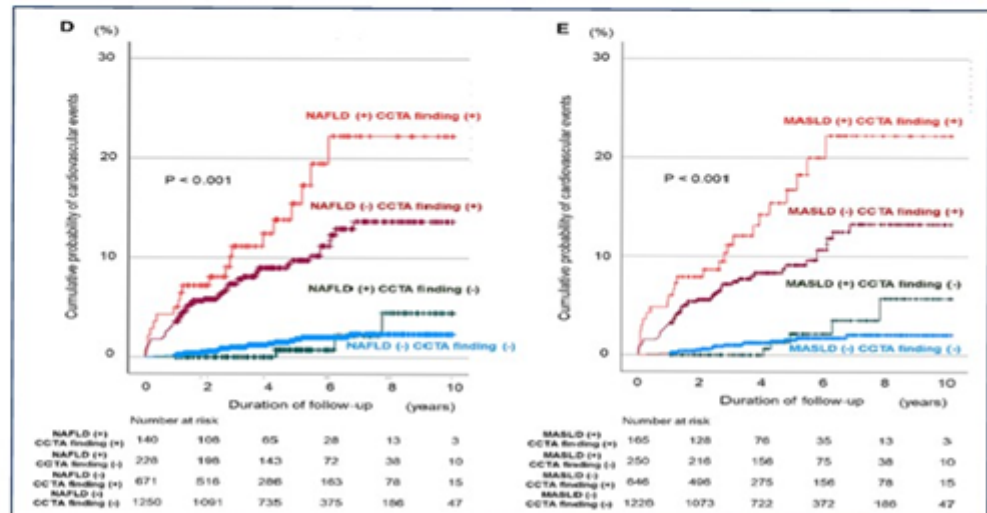 D (%)
30
20
10
0
Cumulative probability of cardiovascular events
NAFLD (+) CCTA finding (+)
P < 0.001
NAFLD (-) CCTA finding (+)
NAFLD (+) CCTA finding (-)
NAFLD (-) CCTA finding (-)
0 2 4 6 8 10
Duration of follow-up (years)
Number at risk
NAFLD (+)
CCTA finding (+) 140 108 65 28 13 3
NAFLD (+)
CCTA finding (-) 228 198 143 72 38 10
NAFLD (-)
CCTA finding (+) 671 516 286 163 78 15
NAFLD (-)
CCTA finding (-) 1250 1091 735 375 186 47
E (%)
30
20
10
0
Cumulative probability of cardiovascular events
MASLD (+) CCTA finding (+)
P < 0.001
MASLD (-) CCTA finding (+)
MASLD (+) CCTA finding (-)
MASLD (-) CCTA finding (-)
0 2 4 6 8 10
Duration of follow-up (years)
Number at risk
MASLD (+)
CCTA finding (+) 165 128 76 35 13 3
MASLD (+)
CCTA finding (-) 250 216 156 75 38 10
MASLD (-)
CCTA finding (+) 646 496 275 156 78 15
MASLD (-)
CCTA finding (-) 1228 1073 722 372 186 47